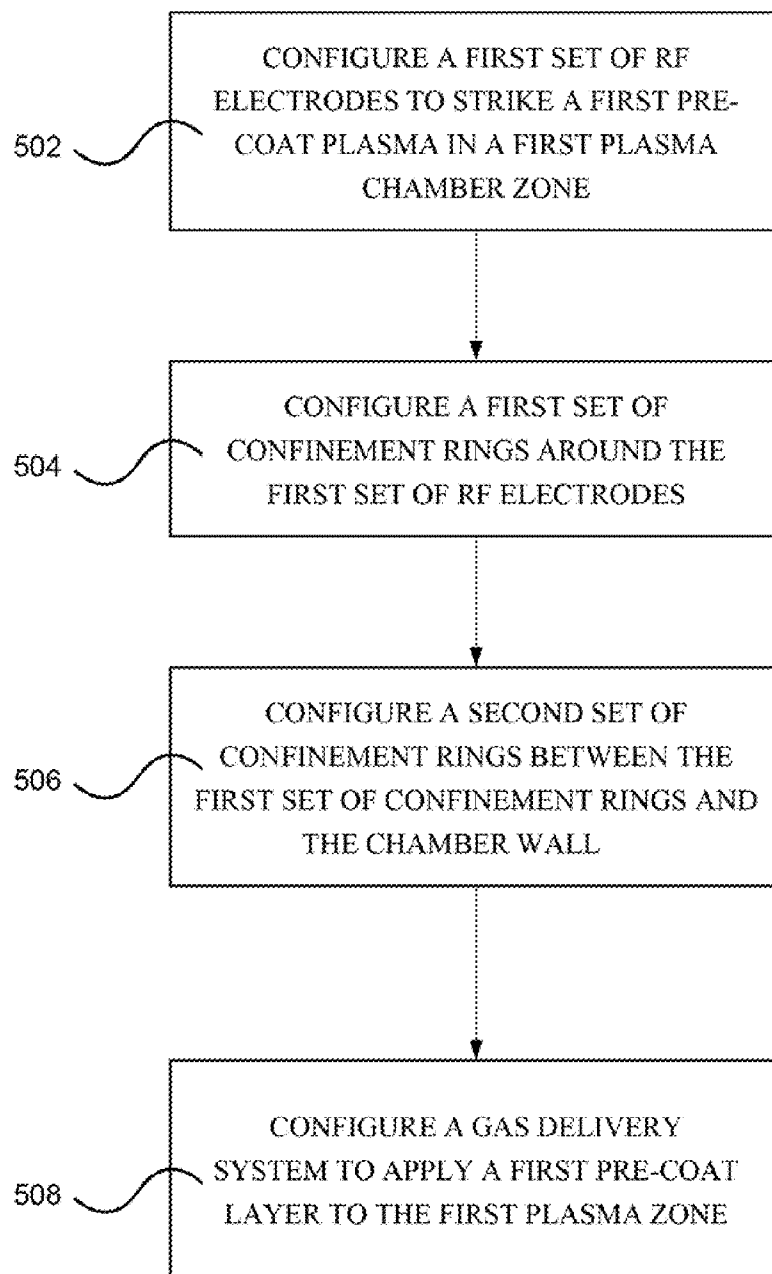 CONFIGURE A FIRST SET OF RF
ELECTRODES TO STRIKE A FIRST PRE-
COAT PLASMA IN A FIRST PLASMA
CHAMBER ZONE
502
CONFIGURE A FIRST SET OF
CONFINEMENT RINGS AROUND THE
FIRST SET OF RF ELECTRODES
504
CONFIGURE A SECOND SET OF
CONFINEMENT RINGS BETWEEN THE
FIRST SET OF CONFINEMENT RINGS AND
THE CHAMBER WALL
506
CONFIGURE A GAS DELIVERY
SYSTEM TO APPLY A FIRST PRE-COAT
LAYER TO THE FIRST PLASMA ZONE
508